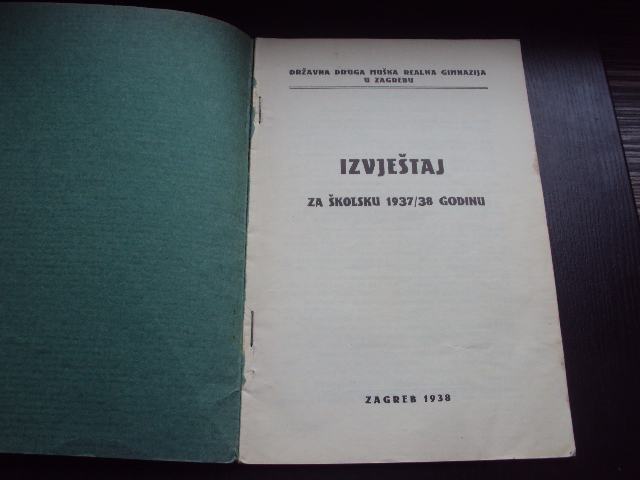 DRŽAVNA DRUGA MUŠKA REALNA GIMNAZIJA
U ZAGREBU
IZVJEŠTAJ
ZA ŠKOLSKU 1937/38 GODINU
ZAGREB 1938